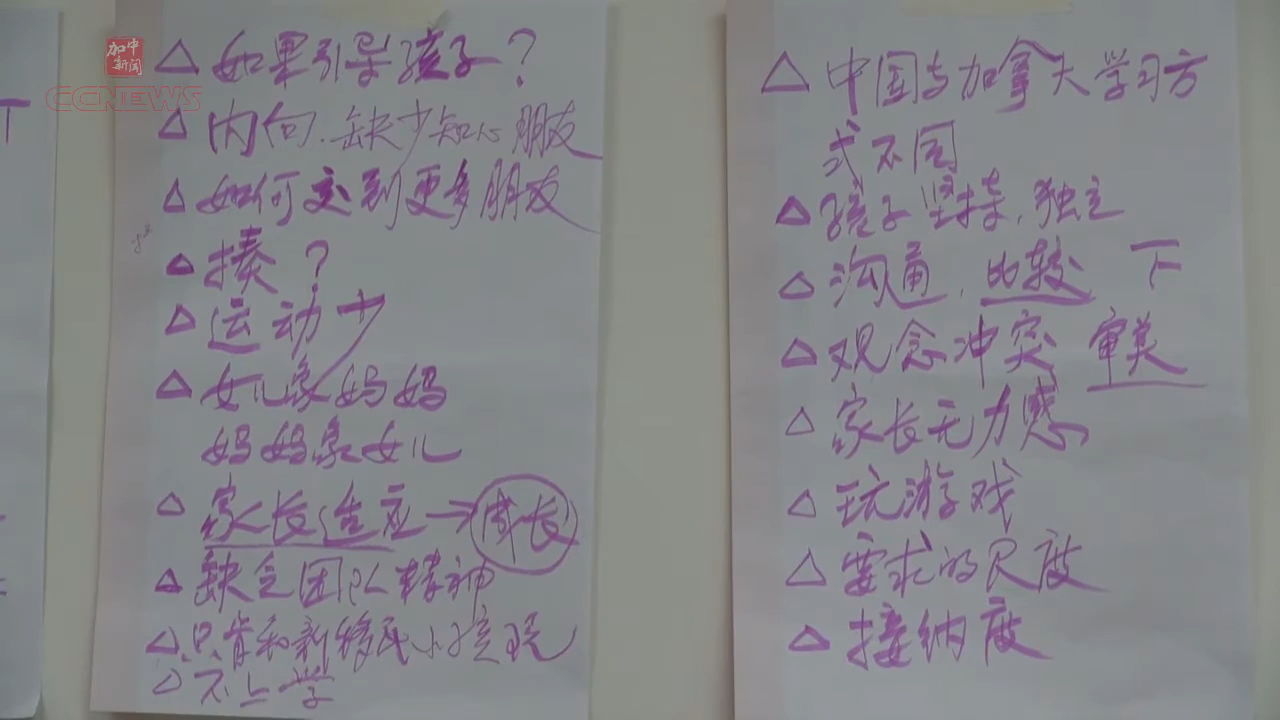 加中
新闻
CCNEWS
△ 如果引导孩子?
△ 内向.缺少知心朋友
△ 如何交到更多朋友
△ 揍?
△ 运动少
△ 女儿象妈妈
妈妈象女儿
△ 家长适应→成长
△ 缺乏团队精神
△ 只肯和新移民小孩玩
△ 不上学
△ 中国与加拿大学习方
式不同
△ 孩子坚持,独立
△ 沟通,比较 下
△ 观念冲突 审美
△ 家长无力感
△ 玩游戏
△ 要求的尺度
△ 接纳度